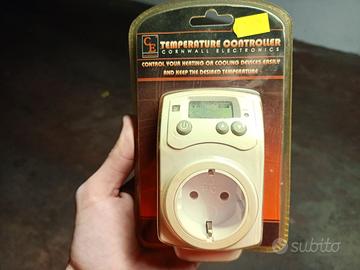 CE
TEMPERATURE CONTROLLER
CORNWALL ELECTRONICS
CONTROL YOUR HEATING OR COOLING DEVICES EASILY
AND KEEP THE DESIRED TEMPERATURE
subito